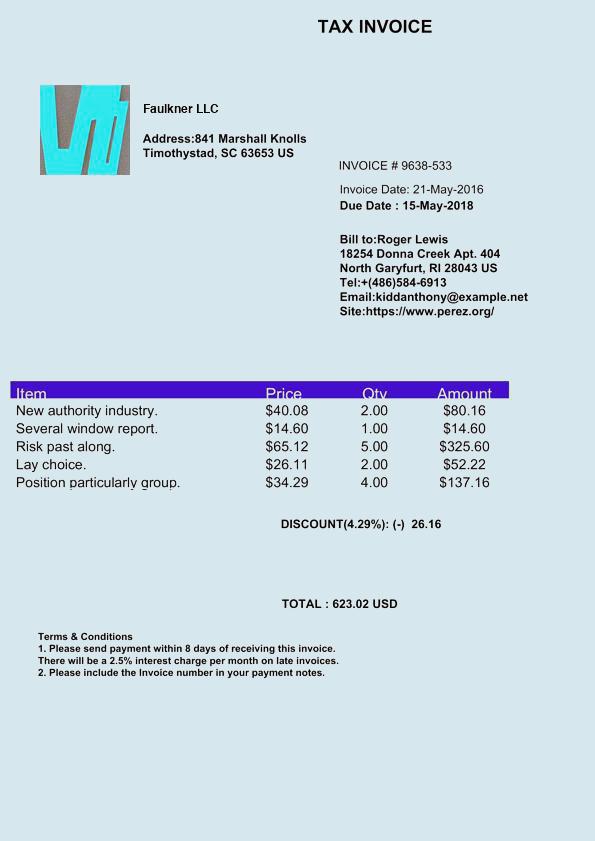 TAX INVOICE
Faulkner LLC
Address:841 Marshall Knolls
Timothystad, SC 63653 US
INVOICE # 9638-533
Invoice Date: 21-May-2016
Due Date : 15-May-2018
Bill to:Roger Lewis
18254 Donna Creek Apt. 404
North Garyfurt, RI 28043 US
Tel:+(486)584-6913
Email:kiddanthony@example.net
Site:https://www.perez.org/
Item Price Qty Amount
New authority industry. $40.08 2.00 $80.16
Several window report. $14.60 1.00 $14.60
Risk past along. $65.12 5.00 $325.60
Lay choice. $26.11 2.00 $52.22
Position particularly group. $34.29 4.00 $137.16
DISCOUNT(4.29%): (-) 26.16
TOTAL : 623.02 USD
Terms & Conditions
1. Please send payment within 8 days of receiving this invoice.
There will be a 2.5% interest charge per month on late invoices.
2. Please include the Invoice number in your payment notes.